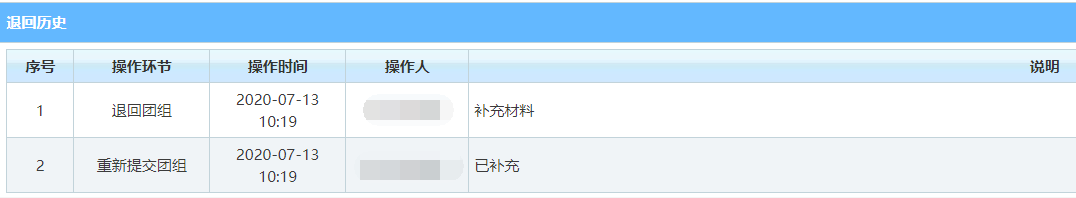 退回历史
序号 操作环节 操作时间 操作人 说明
1 退回团组 2020-07-13 10:19 补充材料
2 重新提交团组 2020-07-13 10:19 已补充